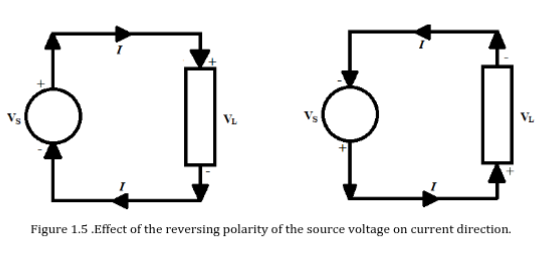 I
+
+
Vs
VL
-
-
I
I
-
-
Vs
VL
+
+
I
Figure 1.5 .Effect of the reversing polarity of the source voltage on current direction.